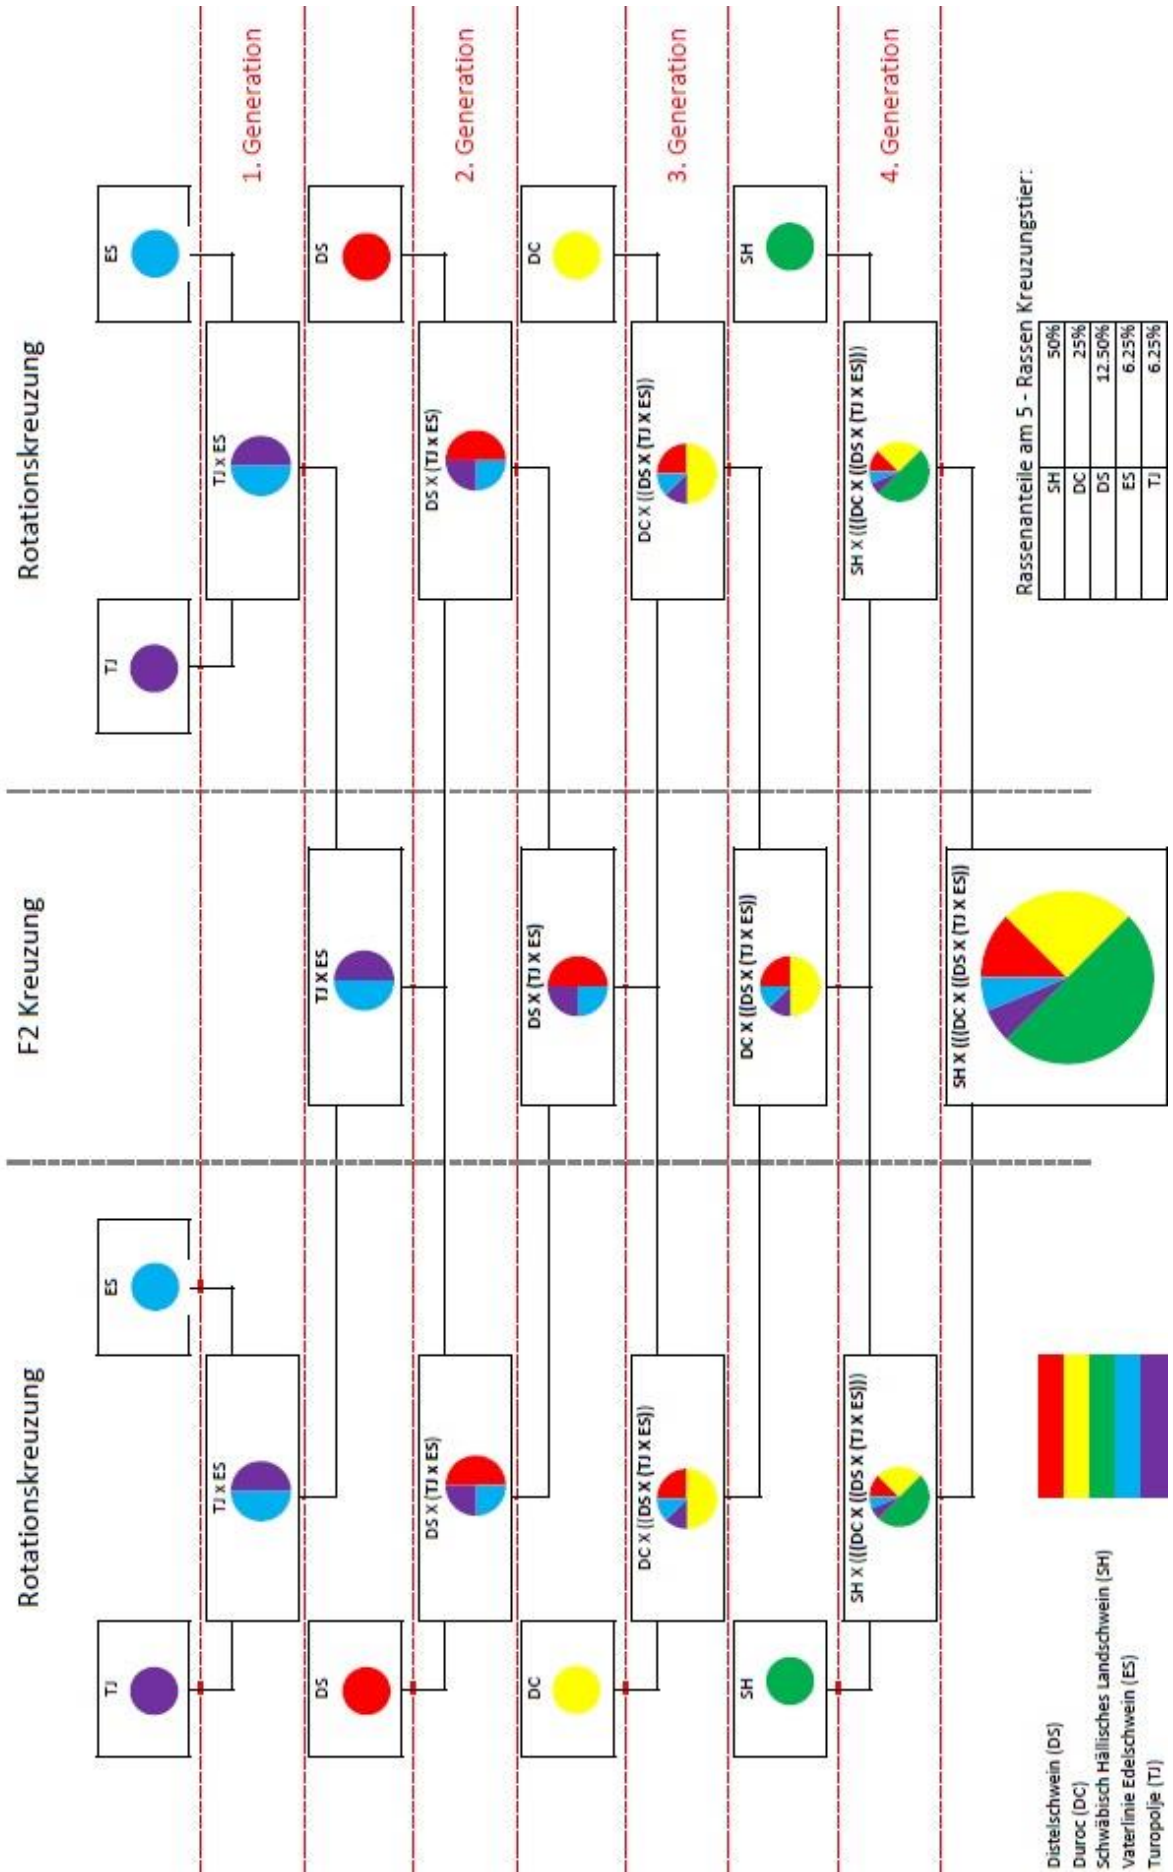 Rotationskreuzung
F2 Kreuzung
Rotationskreuzung
TJ
ES
TJ
ES
TJ x ES
TJ x ES
1. Generation
DS
TJ X ES
DS
DS X (TJ x ES)
DS X (TJ x ES)
2. Generation
DC
DS X (TJ X ES)
DC
DC X ((DS X (TJ X ES))
DC X ((DS X (TJ X ES))
3. Generation
SH
DC X ((DS X (TJ X ES))
SH
SH X (((DC X ((DS X (TJ X ES)))
SH X (((DC X ((DS X (TJ X ES)))
4. Generation
SH X (((DC X ((DS X (TJ X ES))
Distelschwein (DS)
Duroc (DC)
Schwäbisch Hällisches Landschwein (SH)
Vaterlinie Edelschwein (ES)
Turopolje (TJ)
Rassenanteile am 5 - Rassen Kreuzungstier:
SH 50%
DC 25%
DS 12.50%
ES 6.25%
TJ 6.25%